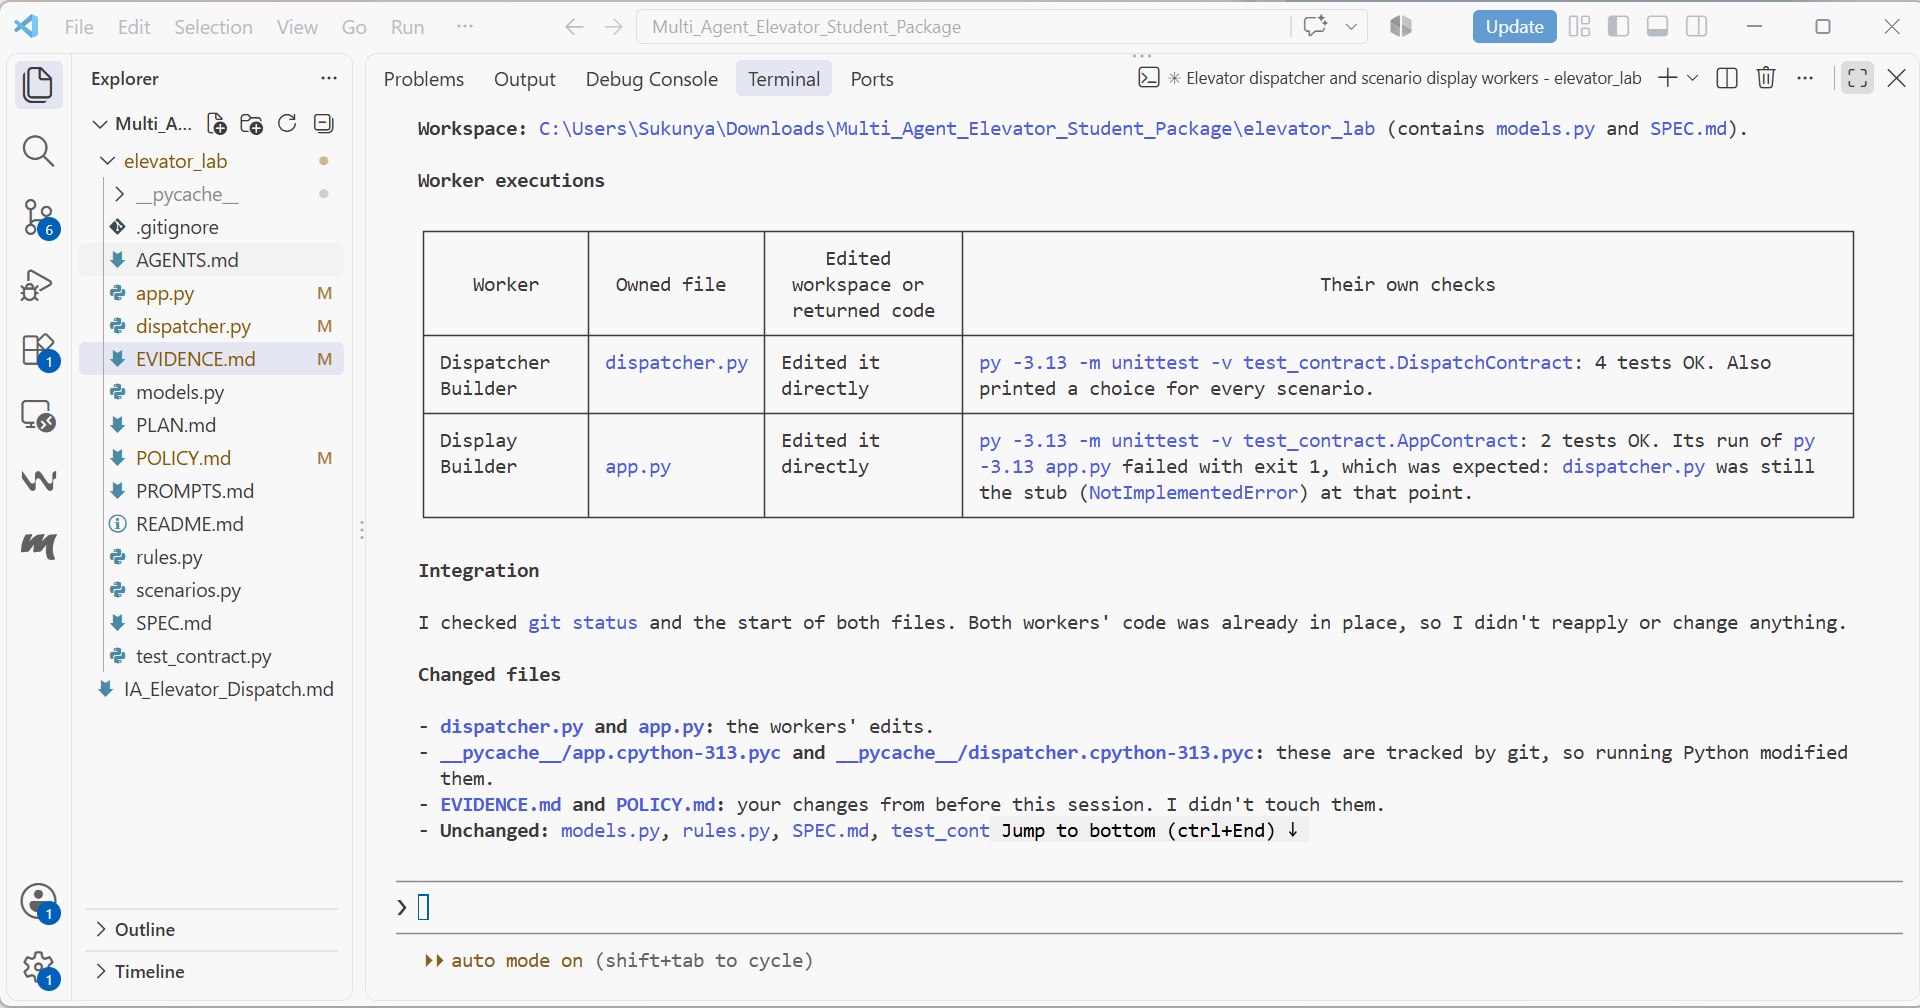 File Edit Selection View Go Run ···
Multi_Agent_Elevator_Student_Package
Update
Explorer
Multi_A...
elevator_lab
__pycache__
.gitignore
AGENTS.md
app.py M
dispatcher.py M
EVIDENCE.md M
models.py
PLAN.md
POLICY.md M
PROMPTS.md
README.md
rules.py
scenarios.py
SPEC.md
test_contract.py
IA_Elevator_Dispatch.md
Outline
Timeline
6
1
1
1
Problems Output Debug Console Terminal Ports
Elevator dispatcher and scenario display workers - elevator_lab
Workspace: C:\Users\Sukunya\Downloads\Multi_Agent_Elevator_Student_Package\elevator_lab (contains models.py and SPEC.md).
Worker executions
Worker
Owned file
Edited
workspace or
returned code
Their own checks
Dispatcher
Builder
dispatcher.py
Edited it
directly
py -3.13 -m unittest -v test_contract.DispatchContract: 4 tests OK. Also
printed a choice for every scenario.
Display
Builder
app.py
Edited it
directly
py -3.13 -m unittest -v test_contract.AppContract: 2 tests OK. Its run of py
-3.13 app.py failed with exit 1, which was expected: dispatcher.py was still
the stub (NotImplementedError) at that point.
Integration
I checked git status and the start of both files. Both workers' code was already in place, so I didn't reapply or change anything.
Changed files
- dispatcher.py and app.py: the workers' edits.
- __pycache__/app.cpython-313.pyc and __pycache__/dispatcher.cpython-313.pyc: these are tracked by git, so running Python modified
them.
- EVIDENCE.md and POLICY.md: your changes from before this session. I didn't touch them.
- Unchanged: models.py, rules.py, SPEC.md, test_cont Jump to bottom (ctrl+End) ↓
❯
⏵⏵ auto mode on (shift+tab to cycle)